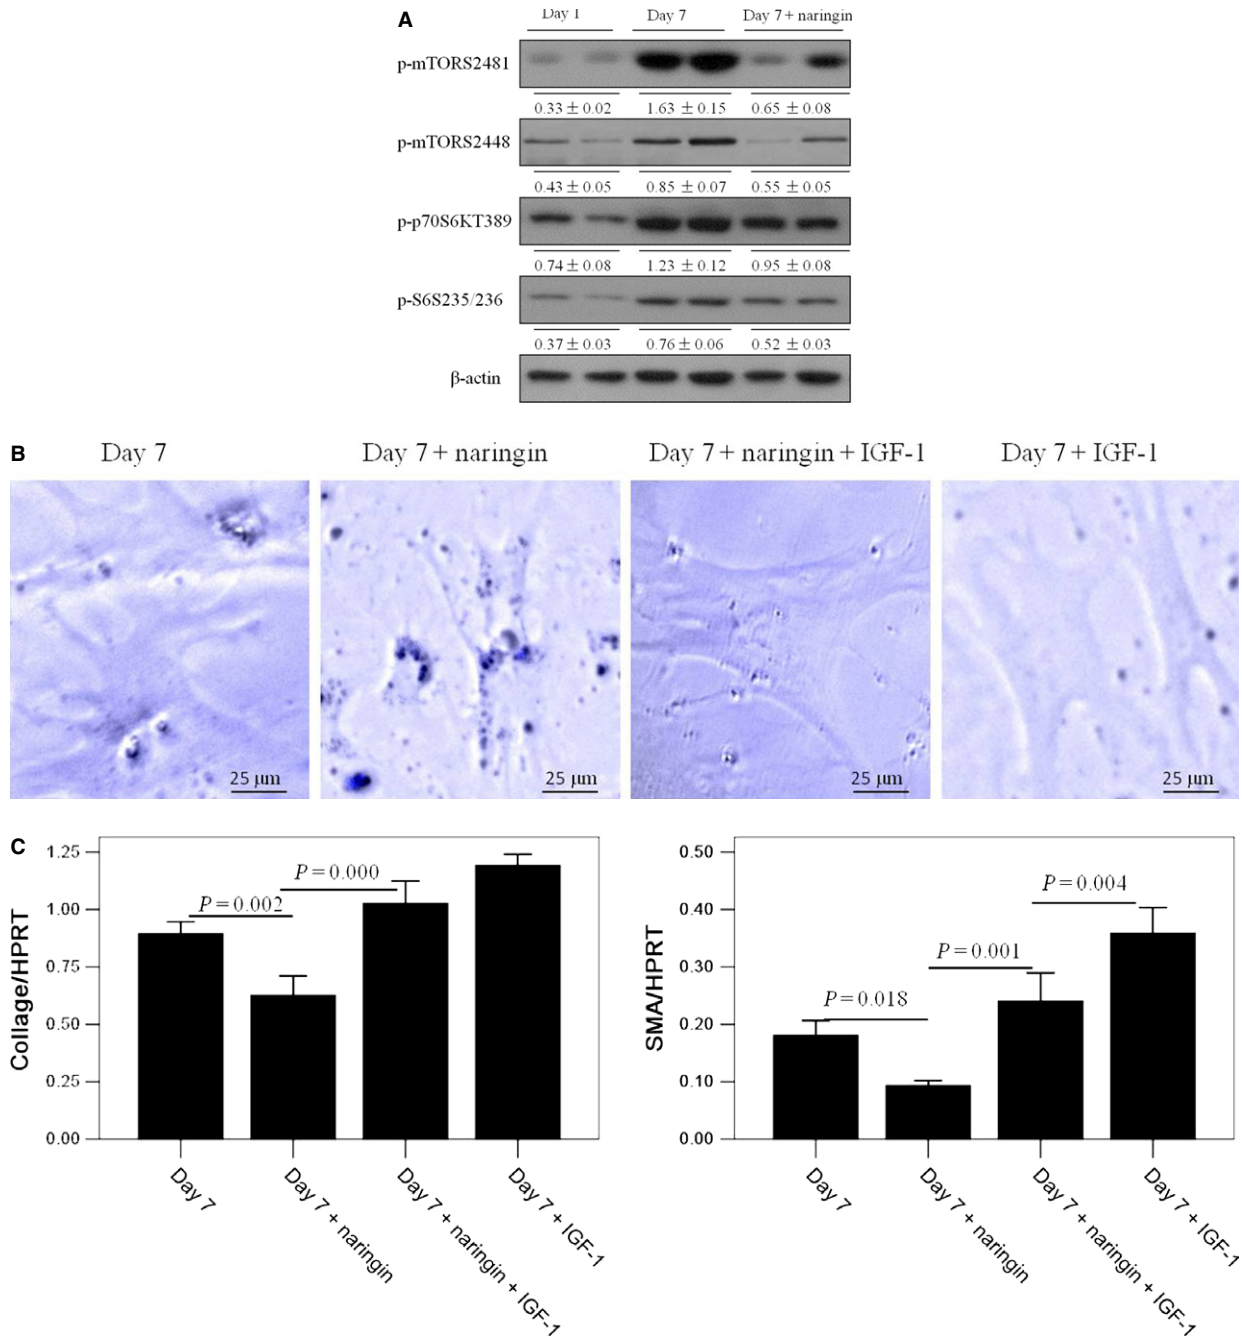 A
Day 1 Day 7 Day 7 + naringin
p-mTORS2481
0.33 ± 0.02 1.63 ± 0.15 0.65 ± 0.08
p-mTORS2448
0.43 ± 0.05 0.85 ± 0.07 0.55 ± 0.05
p-p70S6KT389
0.74 ± 0.08 1.23 ± 0.12 0.95 ± 0.08
p-S6S235/236
0.37 ± 0.03 0.76 ± 0.06 0.52 ± 0.03
β-actin
B
Day 7 Day 7 + naringin Day 7 + naringin + IGF-1 Day 7 + IGF-1
25 µm 25 µm 25 µm 25 µm
C
Collage/HPRT
1.25
1.00
0.75
0.50
0.25
0.00
P = 0.002
P = 0.000
Day 7
Day 7 + naringin
Day 7 + naringin + IGF-1
Day 7 + IGF-1
SMA/HPRT
0.50
0.40
0.30
0.20
0.10
0.00
P = 0.018
P = 0.001
P = 0.004
Day 7
Day 7 + naringin
Day 7 + naringin + IGF-1
Day 7 + IGF-1